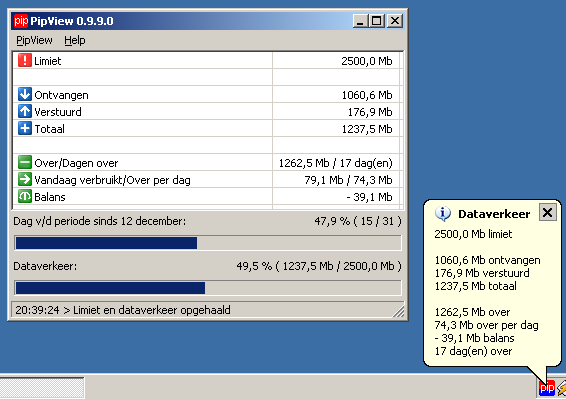 pip PipView 0.9.9.0
PipView Help
Limiet 2500,0 Mb
Ontvangen 1060,6 Mb
Verstuurd 176,9 Mb
Totaal 1237,5 Mb
Over/Dagen over 1262,5 Mb / 17 dag(en)
Vandaag verbruikt/Over per dag 79,1 Mb / 74,3 Mb
Balans - 39,1 Mb
Dag v/d periode sinds 12 december: 47,9 % ( 15 / 31 )
Dataverkeer: 49,5 % ( 1237,5 Mb / 2500,0 Mb )
20:39:24 > Limiet en dataverkeer opgehaald
Dataverkeer
2500,0 Mb limiet
1060,6 Mb ontvangen
176,9 Mb verstuurd
1237,5 Mb totaal
1262,5 Mb over
74,3 Mb over per dag
- 39,1 Mb balans
17 dag(en) over
pip